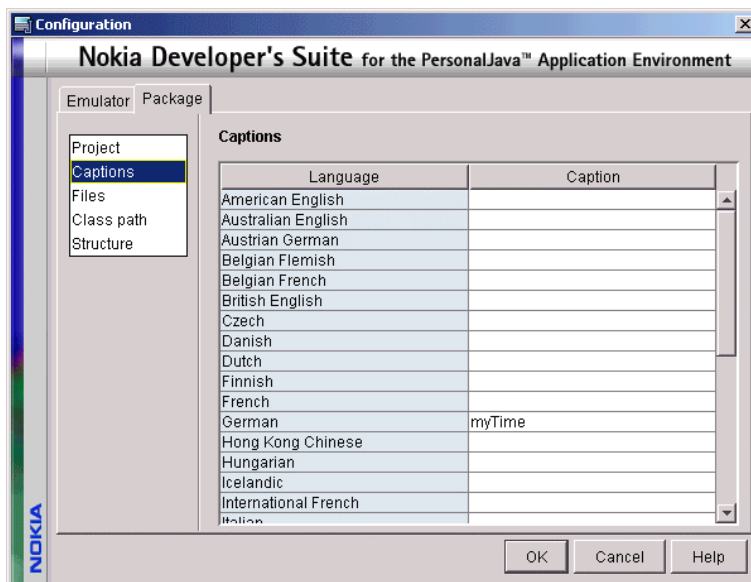 Configuration
Nokia Developer's Suite for the PersonalJava™ Application Environment
Emulator Package
Project
Captions
Files
Class path
Structure
Captions
Language Caption
American English
Australian English
Austrian German
Belgian Flemish
Belgian French
British English
Czech
Danish
Dutch
Finnish
French
German myTime
Hong Kong Chinese
Hungarian
Icelandic
International French
Italian
NOKIA
OK Cancel Help